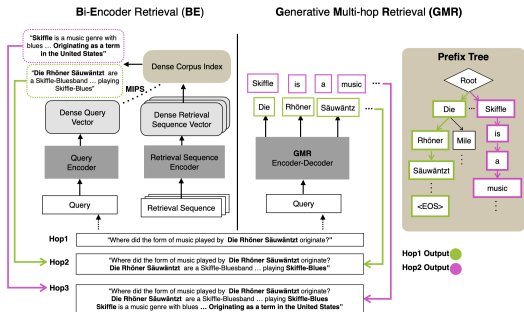 Bi-Encoder Retrieval (BE)
Generative Multi-hop Retrieval (GMR)
"Skiffle is a music genre with
blues … Originating as a term
in the United States"
"Die Rhöner Säuwäntzt are
a Skiffle-Bluesband … playing
Skiffle-Blues"
Dense Corpus Index
MIPS
Dense Query
Vector
Dense Retrieval
Sequence Vector
Query
Encoder
Retrieval Sequence
Encoder
Query
Retrieval Sequence
Skiffle is a music
Die Rhöner Säuwäntzt
GMR
Encoder-Decoder
Query
Prefix Tree
Root
Die ... Skiffle
Rhöner Mile is
Säuwäntzt a
music
<EOS>
Hop1 "Where did the form of music played by Die Rhöner Säuwäntzt originate?"
Hop2 "Where did the form of music played by Die Rhöner Säuwäntzt originate?
Die Rhöner Säuwäntzt are a Skiffle-Bluesband … playing Skiffle-Blues"
Hop3 "Where did the form of music played by Die Rhöner Säuwäntzt originate?
Die Rhöner Säuwäntzt are a Skiffle-Bluesband … playing Skiffle-Blues
Skiffle is a music genre with blues … Originating as a term in the United States"
Hop1 Output
Hop2 Output